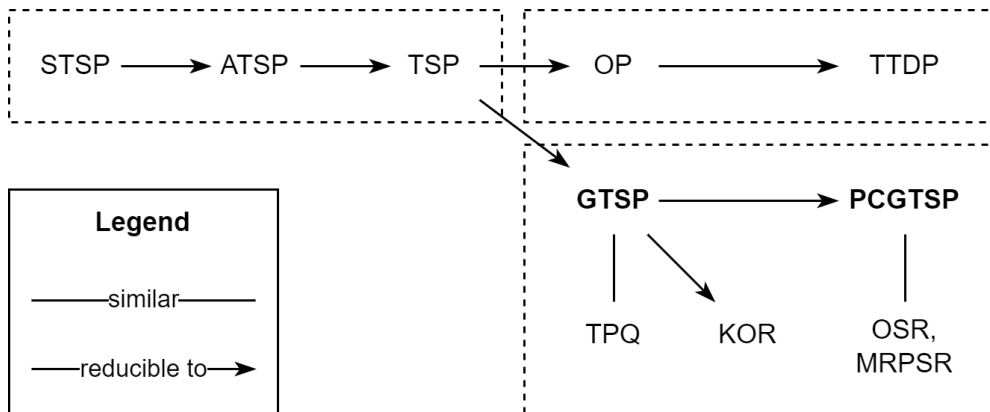 STSP ATSP TSP OP TTDP
GTSP PCGTSP
TPQ KOR OSR,
MRPSR
Legend
similar
reducible to